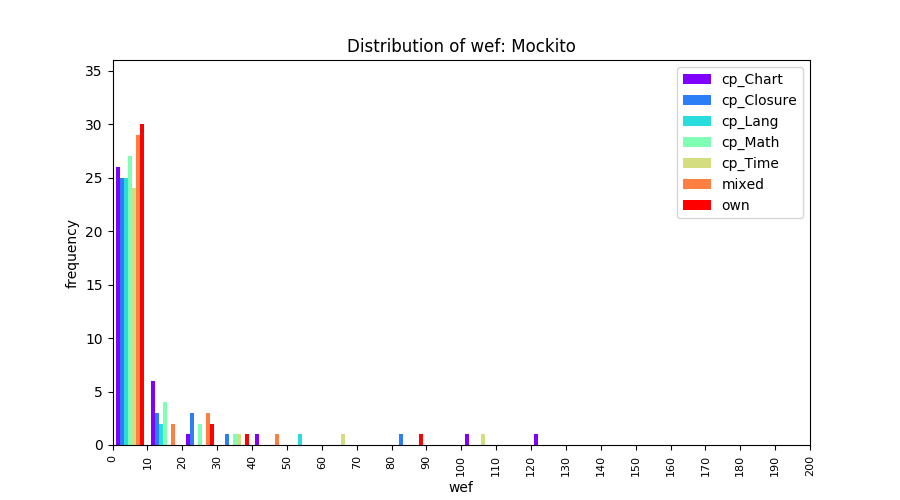 Distribution of wef: Mockito
35
30
25
20
15
10
5
0
frequency
cp_Chart
cp_Closure
cp_Lang
cp_Math
cp_Time
mixed
own
0 10 20 30 40 50 60 70 80 90 100 110 120 130 140 150 160 170 180 190 200
wef